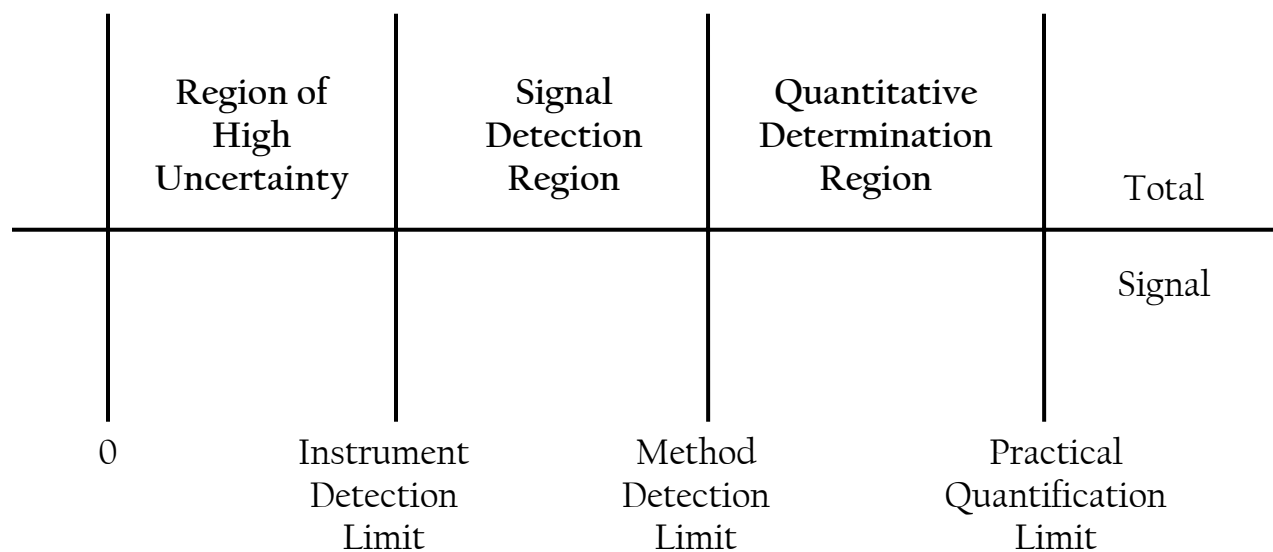 Region of
High
Uncertainty
Signal
Detection
Region
Quantitative
Determination
Region
Total
Signal
0
Instrument
Detection
Limit
Method
Detection
Limit
Practical
Quantification
Limit